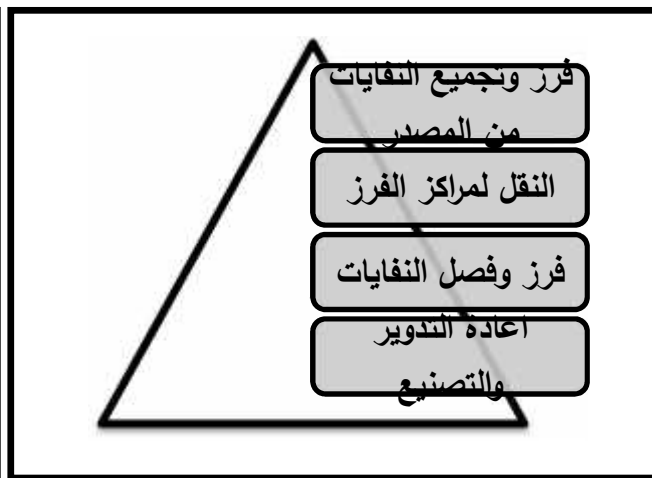 فرز وتجميع النفايات
من المصدر
النقل لمراكز الفرز
فرز وفصل النفايات
اعادة التدوير
والتصنيع